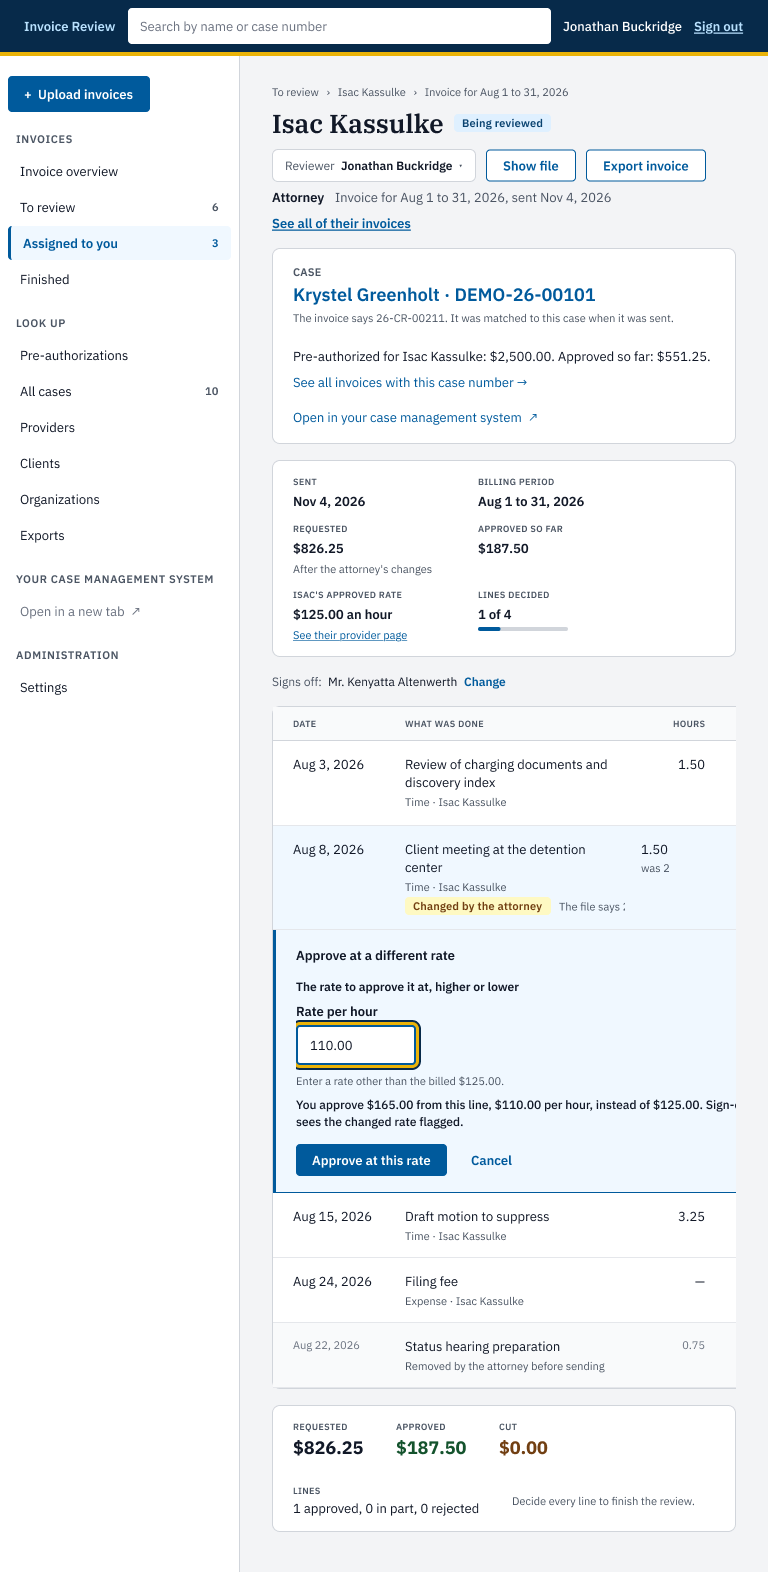 Invoice Review
Search by name or case number
Jonathan Buckridge
Sign out
+ Upload invoices
INVOICES
Invoice overview
To review 6
Assigned to you 3
Finished
LOOK UP
Pre-authorizations
All cases 10
Providers
Clients
Organizations
Exports
YOUR CASE MANAGEMENT SYSTEM
Open in a new tab ↗
ADMINISTRATION
Settings
To review › Isac Kassulke › Invoice for Aug 1 to 31, 2026
Isac Kassulke Being reviewed
Reviewer Jonathan Buckridge ·
Show file
Export invoice
Attorney Invoice for Aug 1 to 31, 2026, sent Nov 4, 2026
See all of their invoices
CASE
Krystel Greenholt · DEMO-26-00101
The invoice says 26-CR-00211. It was matched to this case when it was sent.
Pre-authorized for Isac Kassulke: $2,500.00. Approved so far: $551.25.
See all invoices with this case number →
Open in your case management system ↗
SENT BILLING PERIOD
Nov 4, 2026 Aug 1 to 31, 2026
REQUESTED APPROVED SO FAR
$826.25 $187.50
After the attorney's changes
ISAC'S APPROVED RATE LINES DECIDED
$125.00 an hour 1 of 4
See their provider page
Signs off: Mr. Kenyatta Altenwerth Change
DATE WHAT WAS DONE HOURS
Aug 3, 2026 Review of charging documents and 1.50
discovery index
Time · Isac Kassulke
Aug 8, 2026 Client meeting at the detention 1.50
center was 2
Time · Isac Kassulke
Changed by the attorney The file says
Approve at a different rate
The rate to approve it at, higher or lower
Rate per hour
110.00
Enter a rate other than the billed $125.00.
You approve $165.00 from this line, $110.00 per hour, instead of $125.00. Sign-
sees the changed rate flagged.
Approve at this rate Cancel
Aug 15, 2026 Draft motion to suppress 3.25
Time · Isac Kassulke
Aug 24, 2026 Filing fee —
Expense · Isac Kassulke
Aug 22, 2026 Status hearing preparation 0.75
Removed by the attorney before sending
REQUESTED APPROVED CUT
$826.25 $187.50 $0.00
LINES
1 approved, 0 in part, 0 rejected
Decide every line to finish the review.